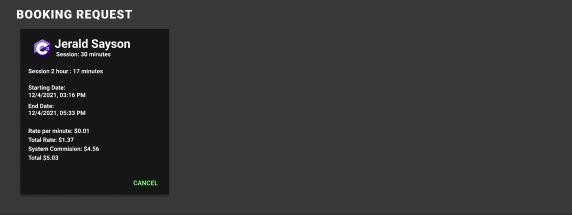 BOOKING REQUEST
Jerald Sayson
Session: 30 minutes
Session 2 hour : 17 minutes
Starting Date:
12/4/2021, 03:16 PM
End Date:
12/4/2021, 05:33 PM
Rate per minute: $0.01
Total Rate: $1.37
System Commision: $4.56
Total $5.03
CANCEL